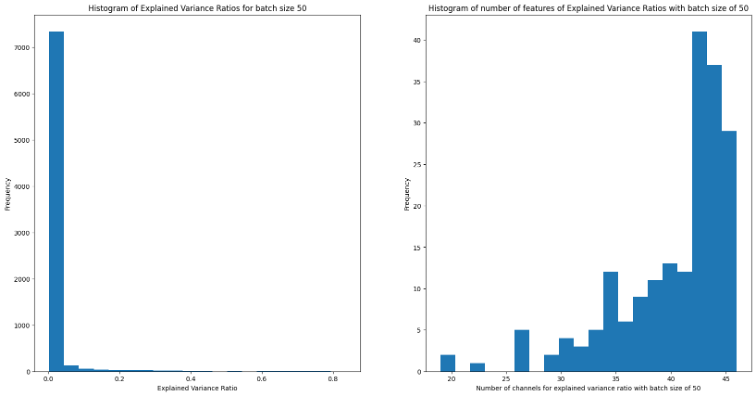 Histogram of Explained Variance Ratios for batch size 50
7000
6000
5000
4000
3000
2000
1000
0
Frequency
0.0 0.2 0.4 0.6 0.8
Explained Variance Ratio
Histogram of number of features of Explained Variance Ratios with batch size of 50
40
35
30
25
20
15
10
5
0
Frequency
20 25 30 35 40 45
Number of channels for explained variance ratio with batch size of 50